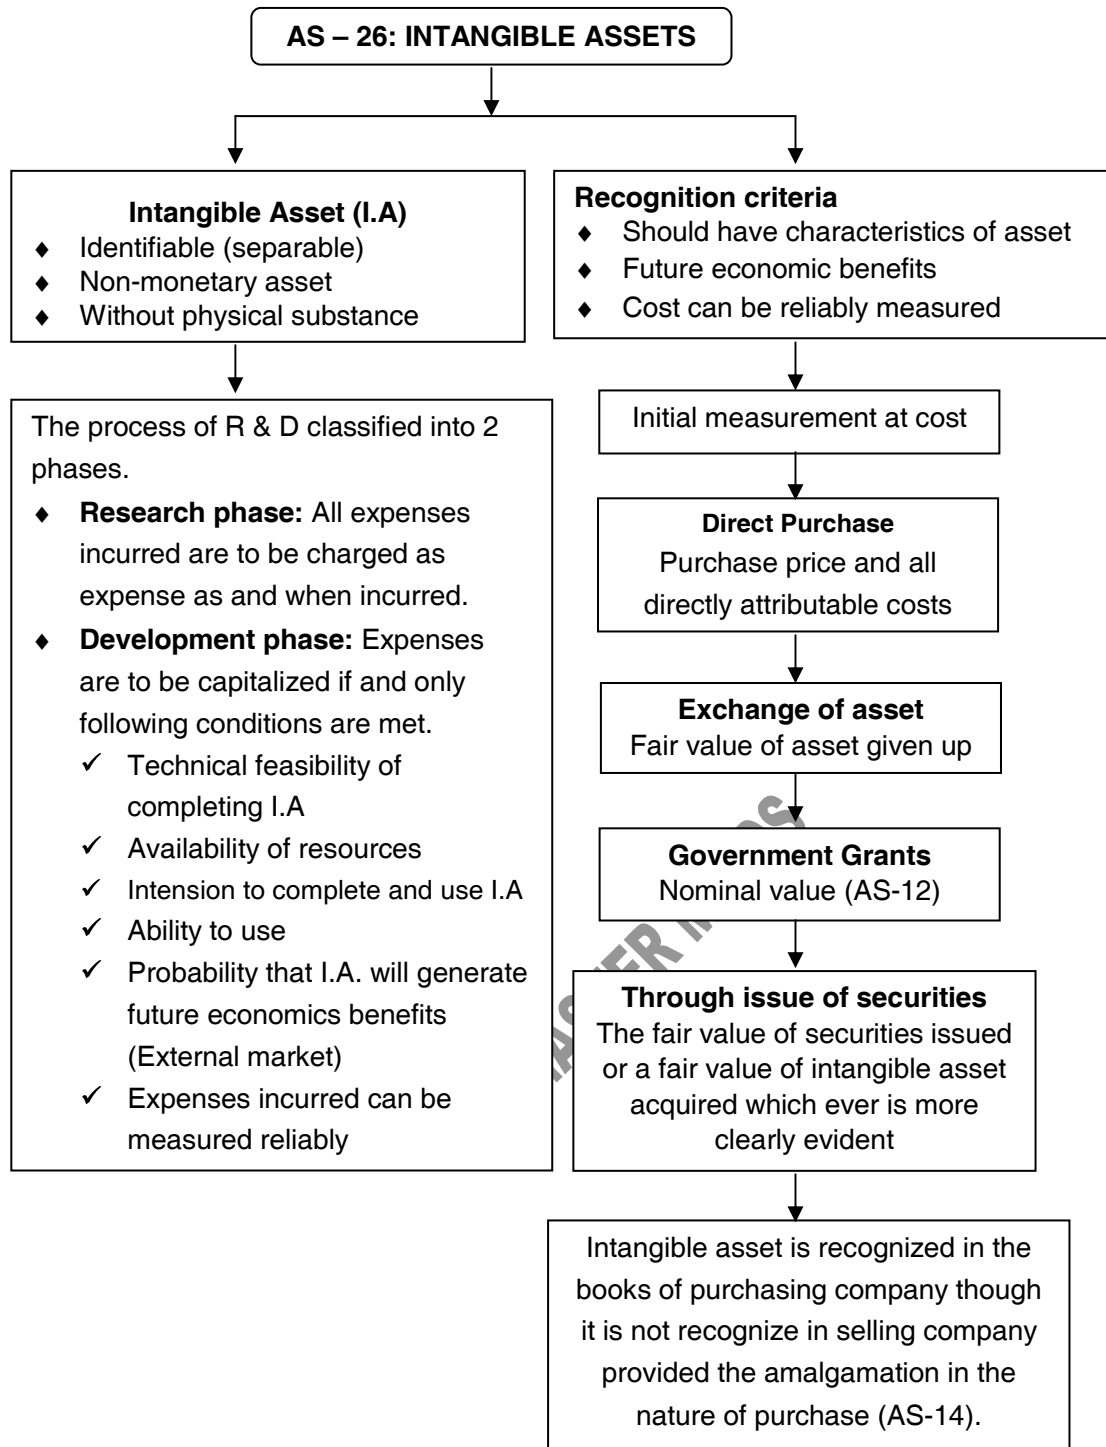 AS – 26: INTANGIBLE ASSETS
Intangible Asset (I.A)
♦ Identifiable (separable)
♦ Non-monetary asset
♦ Without physical substance
The process of R & D classified into 2
phases.
♦ Research phase: All expenses
incurred are to be charged as
expense as and when incurred.
♦ Development phase: Expenses
are to be capitalized if and only
following conditions are met.
✓ Technical feasibility of
completing I.A
✓ Availability of resources
✓ Intension to complete and use I.A
✓ Ability to use
✓ Probability that I.A. will generate
future economics benefits
(External market)
✓ Expenses incurred can be
measured reliably
Recognition criteria
♦ Should have characteristics of asset
♦ Future economic benefits
♦ Cost can be reliably measured
Initial measurement at cost
Direct Purchase
Purchase price and all
directly attributable costs
Exchange of asset
Fair value of asset given up
Government Grants
Nominal value (AS-12)
Through issue of securities
The fair value of securities issued
or a fair value of intangible asset
acquired which ever is more
clearly evident
Intangible asset is recognized in the
books of purchasing company though
it is not recognize in selling company
provided the amalgamation in the
nature of purchase (AS-14).